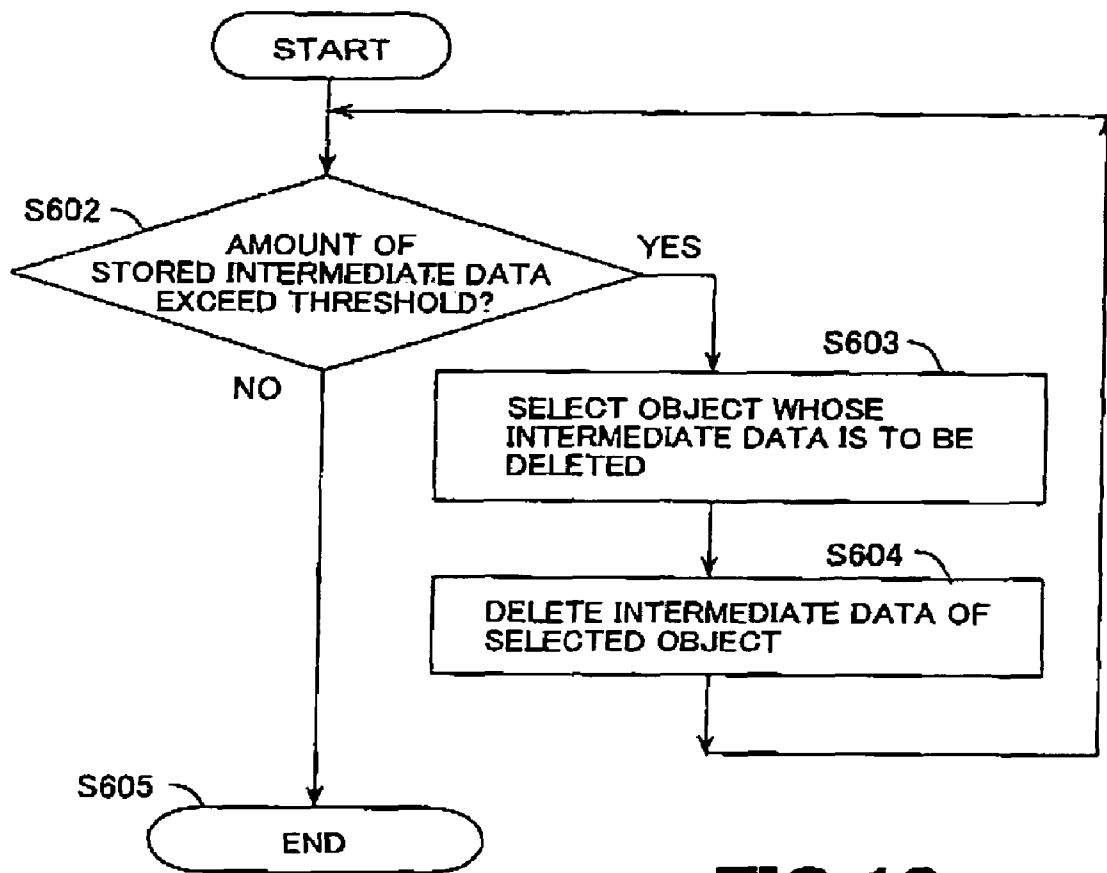 START
S602
AMOUNT OF
STORED INTERMEDIATE DATA
EXCEED THRESHOLD?
YES
NO
S603
SELECT OBJECT WHOSE
INTERMEDIATE DATA IS TO BE
DELETED
S604
DELETE INTERMEDIATE DATA OF
SELECTED OBJECT
S605
END